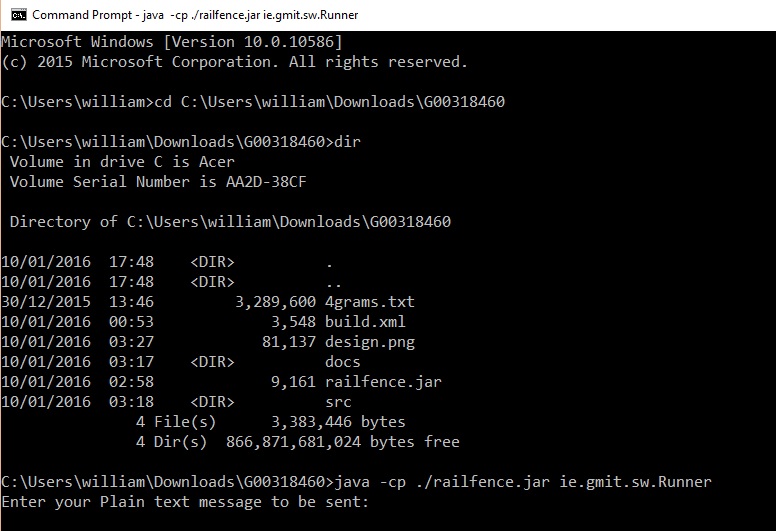 Command Prompt - java  -cp ./railfence.jar ie.gmit.sw.Runner
Microsoft Windows [Version 10.0.10586]
(c) 2015 Microsoft Corporation. All rights reserved.
C:\Users\william>cd C:\Users\william\Downloads\G00318460
C:\Users\william\Downloads\G00318460>dir
 Volume in drive C is Acer
 Volume Serial Number is AA2D-38CF
 Directory of C:\Users\william\Downloads\G00318460
10/01/2016  17:48    <DIR>          .
10/01/2016  17:48    <DIR>          ..
30/12/2015  13:46         3,289,600 4grams.txt
10/01/2016  00:53             3,548 build.xml
10/01/2016  03:27            81,137 design.png
10/01/2016  03:17    <DIR>          docs
10/01/2016  02:58             9,161 railfence.jar
10/01/2016  03:18    <DIR>          src
               4 File(s)      3,383,446 bytes
               4 Dir(s)  866,871,681,024 bytes free
C:\Users\william\Downloads\G00318460>java -cp ./railfence.jar ie.gmit.sw.Runner
Enter your Plain text message to be sent: